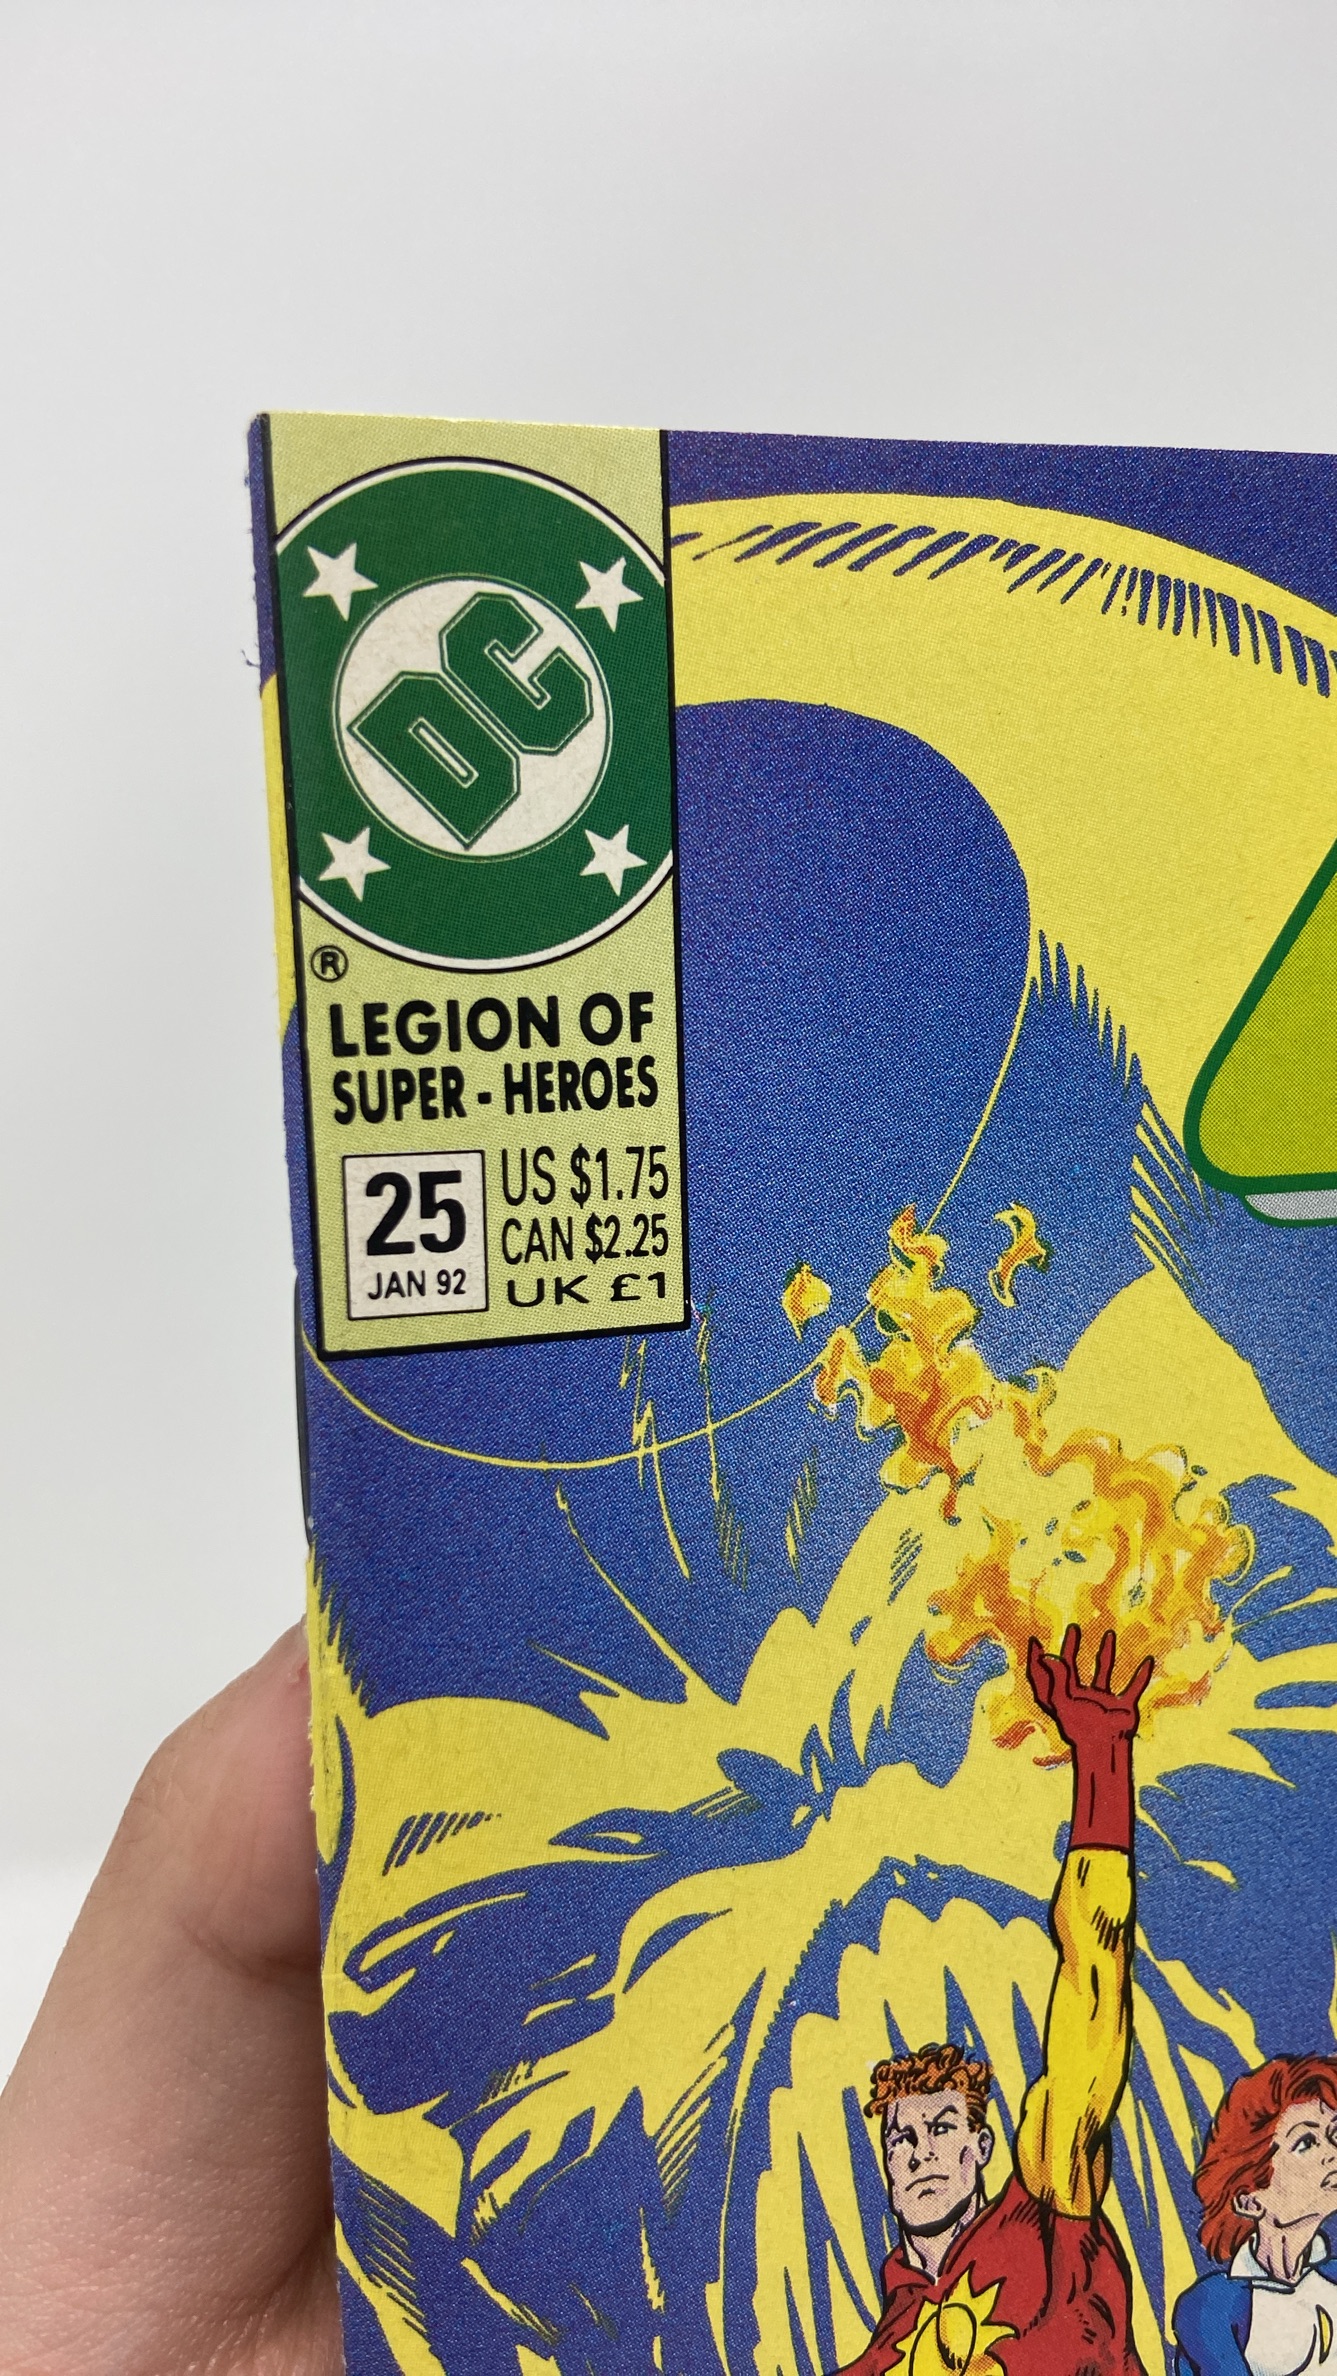 DC
®
LEGION OF
SUPER-HEROES
25
JAN 92
US $1.75
CAN $2.25
UK £1